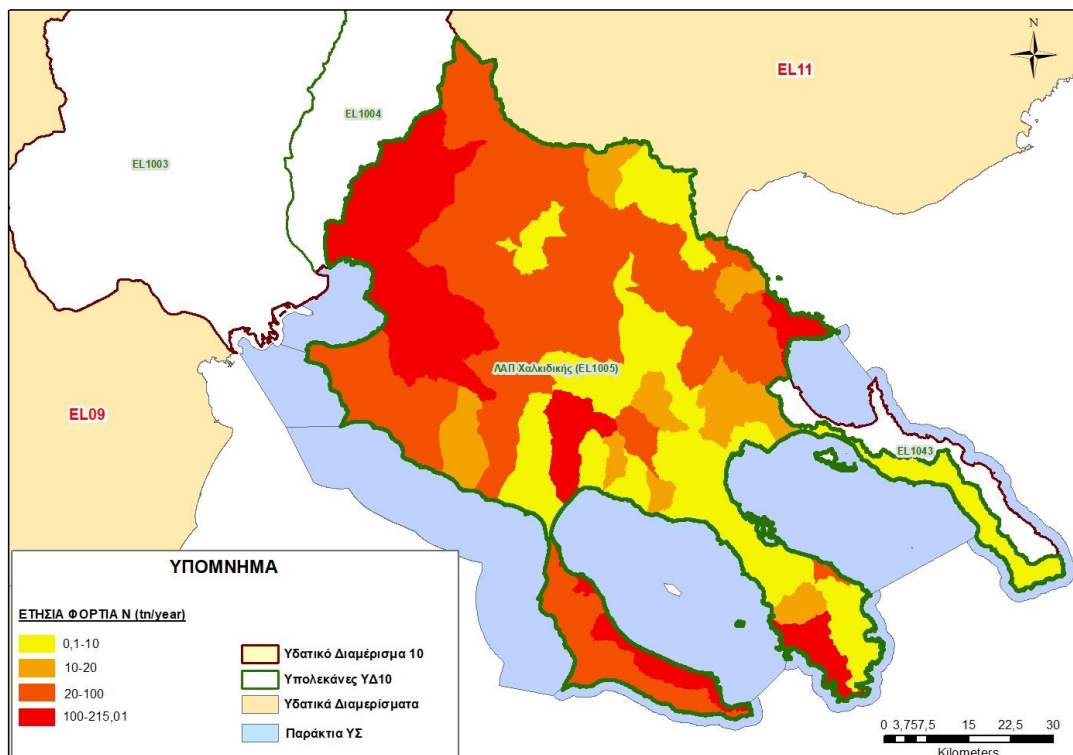 N
EL11
EL1004
EL1003
ΛΑΠ Χαλκιδικής (EL1005)
EL09
EL1043
ΥΠΟΜΝΗΜΑ
ΕΤΗΣΙΑ ΦΟΡΤΙΑ Ν (tn/year)
0,1-10
10-20
20-100
100-215,01
Υδατικό Διαμέρισμα 10
Υπολεκάνες ΥΔ10
Υδατικά Διαμερίσματα
Παράκτια ΥΣ
0 3,757,5 15 22,5 30
Kilometers